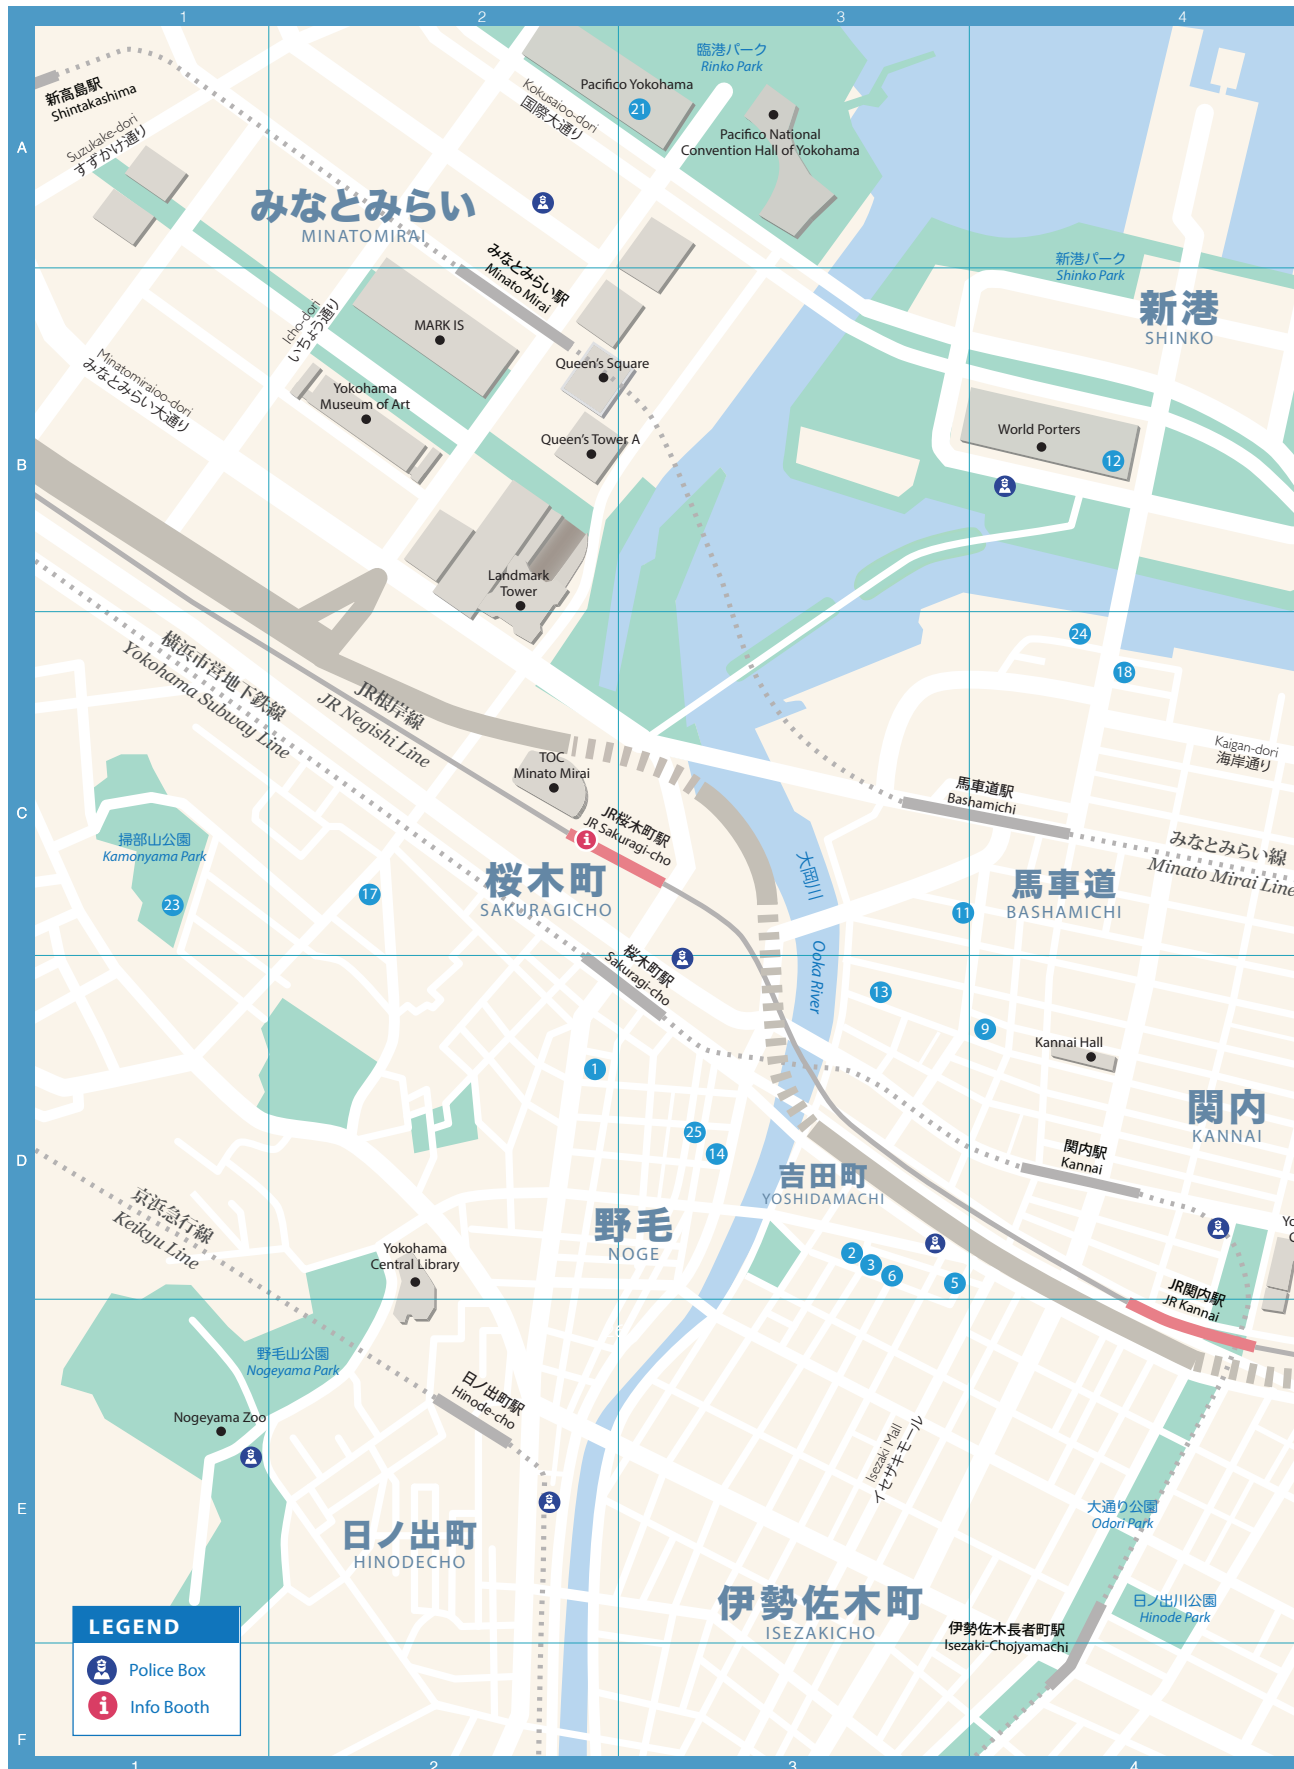 1
2
3
4
A
B
C
D
E
F
新高島駅
Shintakashima
Suzukake-dori
すずかけ通り
みなとみらい
MINATOMIRAI
Kokusaioo-dori
国際大通り
Pacifico Yokohama
21
臨港パーク
Rinko Park
Pacifico National
Convention Hall of Yokohama
みなとみらい駅
Minato Mirai
新港パーク
Shinko Park
新港
SHINKO
Icho-dori
いちょう通り
MARK IS
Minatomiraioo-dori
みなとみらい大通り
Yokohama
Museum of Art
Queen's Square
Queen's Tower A
World Porters
12
Landmark
Tower
横浜市営地下鉄線
Yokohama Subway Line
JR根岸線
JR Negishi Line
24
18
Kaigan-dori
海岸通り
TOC
Minato Mirai
JR桜木町駅
JR Sakuragi-cho
i
馬車道駅
Bashamichi
みなとみらい線
Minato Mirai Line
掃部山公園
Kamonyama Park
23
17
桜木町
SAKURAGICHO
大岡川
Ooka River
馬車道
BASHAMICHI
11
桜木町駅
Sakuragi-cho
13
9
Kannai Hall
1
関内
KANNAI
25
14
関内駅
Kannai
吉田町
YOSHIDAMACHI
京浜急行線
Keikyu Line
野毛
NOGE
Yokohama
Central Library
2
3
6
5
Yo
C
JR関内駅
JR Kannai
野毛山公園
Nogeyama Park
Nogeyama Zoo
日ノ出町駅
Hinode-cho
Isezaki Mall
イセザキモール
大通り公園
Odori Park
日ノ出町
HINODECHO
伊勢佐木町
ISEZAKICHO
日ノ出川公園
Hinode Park
伊勢佐木長者町駅
Isezaki-Chojyamachi
LEGEND
Police Box
i Info Booth
1
2
3
4